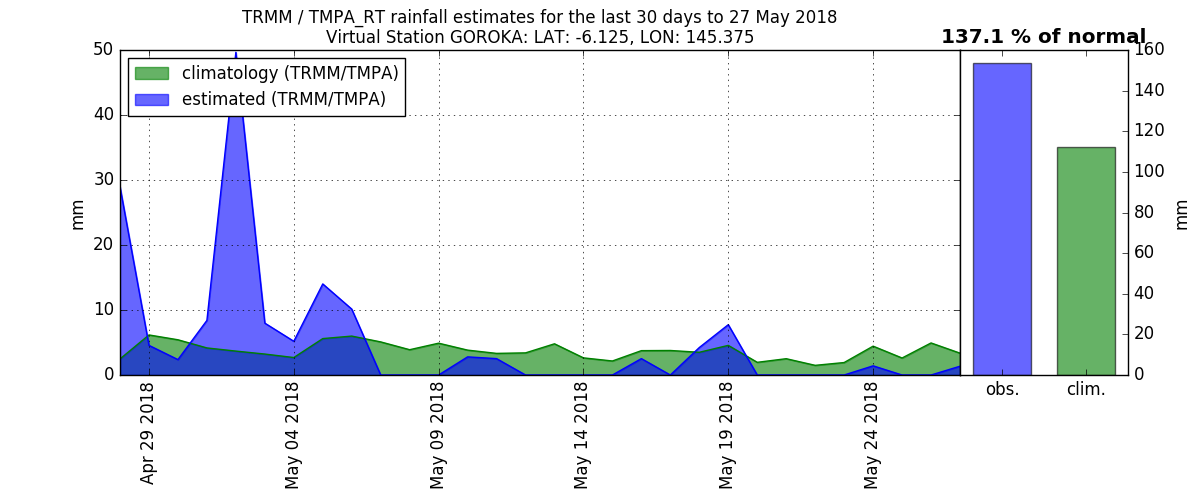 TRMM / TMPA_RT rainfall estimates for the last 30 days to 27 May 2018
Virtual Station GOROKA: LAT: -6.125, LON: 145.375
137.1 % of normal
climatology (TRMM/TMPA)
estimated (TRMM/TMPA)
mm
50
40
30
20
10
0
Apr 29 2018
May 04 2018
May 09 2018
May 14 2018
May 19 2018
May 24 2018
obs.
clim.
160
140
120
100
80
60
40
20
0
mm